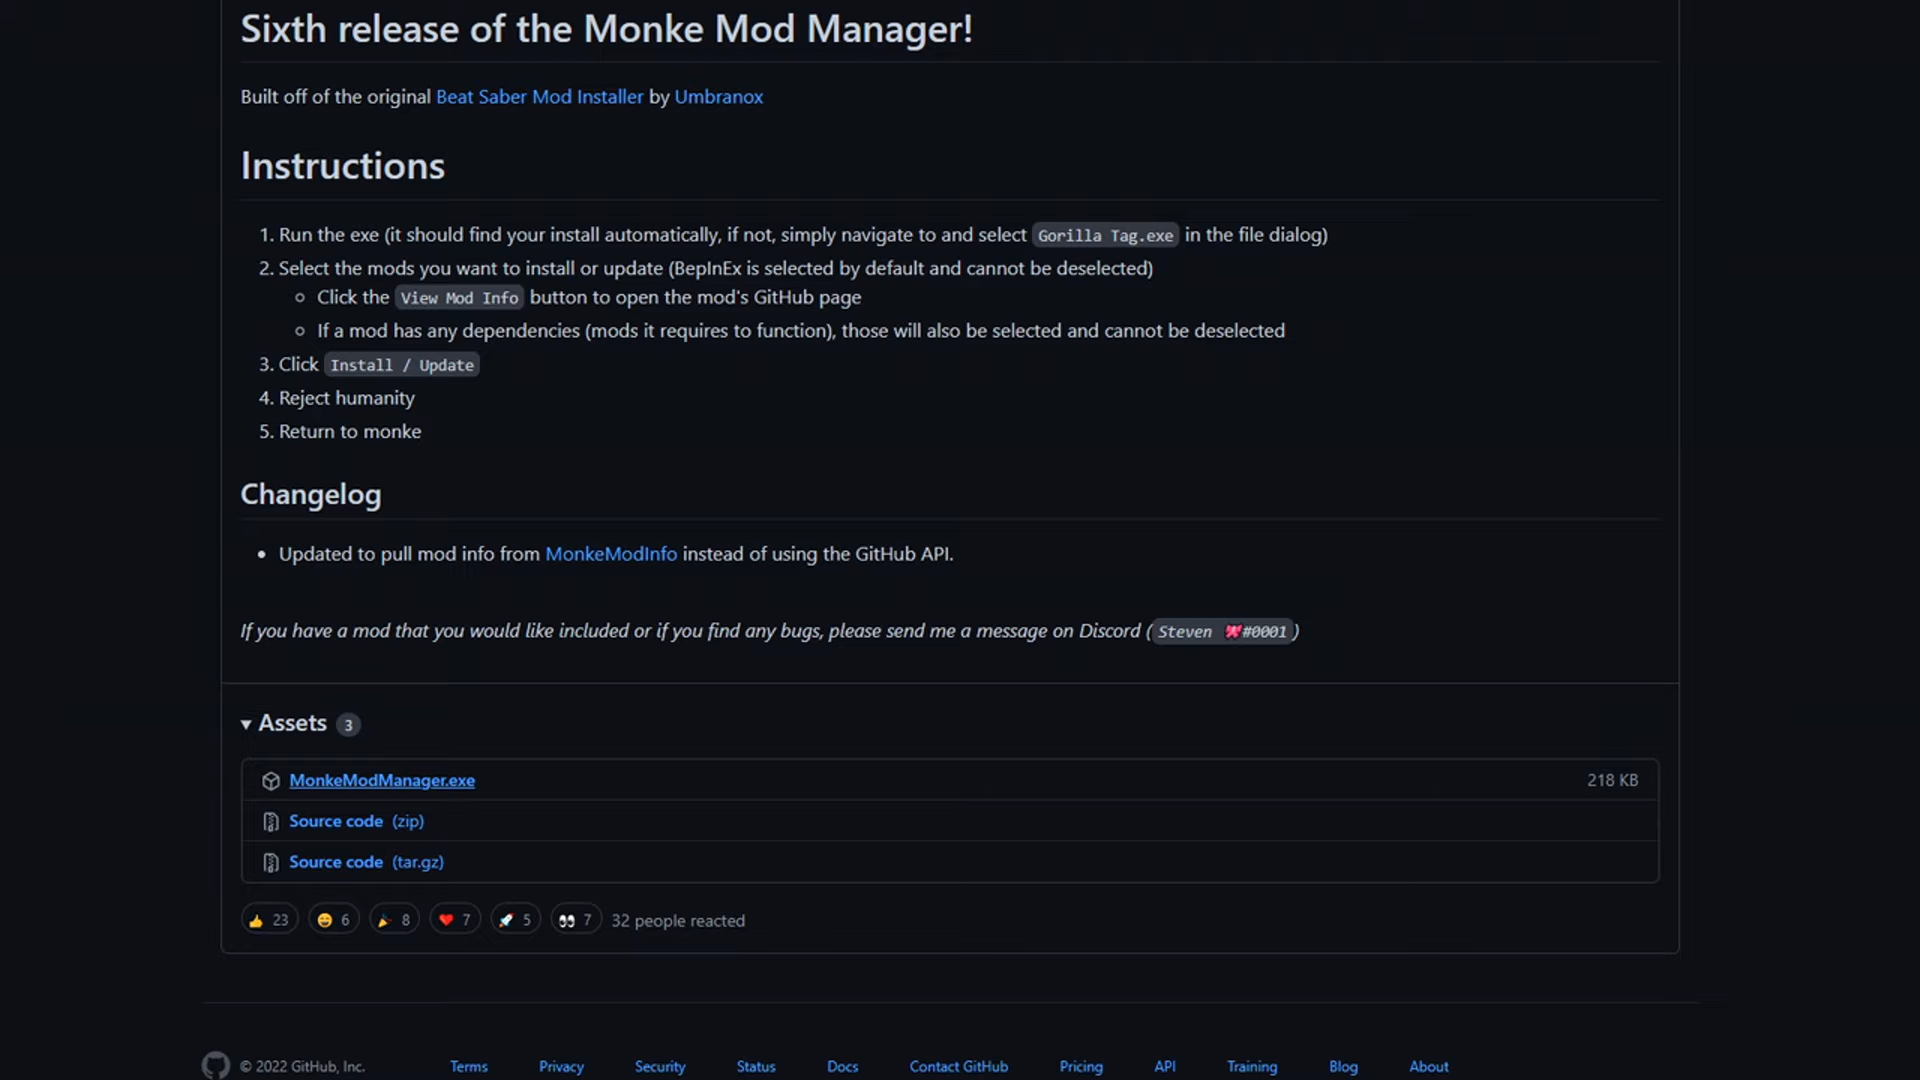 Sixth release of the Monke Mod Manager!
Built off of the original Beat Saber Mod Installer by Umbranox
Instructions
1. Run the exe (it should find your install automatically, if not, simply navigate to and select Gorilla Tag.exe in the file dialog)
2. Select the mods you want to install or update (BepInEx is selected by default and cannot be deselected)
Click the View Mod Info button to open the mod's GitHub page
If a mod has any dependencies (mods it requires to function), those will also be selected and cannot be deselected
3. Click Install / Update
4. Reject humanity
5. Return to monke
Changelog
Updated to pull mod info from MonkeModInfo instead of using the GitHub API.
If you have a mod that you would like included or if you find any bugs, please send me a message on Discord (Steven 🎀#0001)
Assets 3
MonkeModManager.exe 218 KB
Source code (zip)
Source code (tar.gz)
👍 23 😄 6 🎉 8 ❤️ 7 🚀 5 👀 7 32 people reacted
© 2022 GitHub, Inc. Terms Privacy Security Status Docs Contact GitHub Pricing API Training Blog About